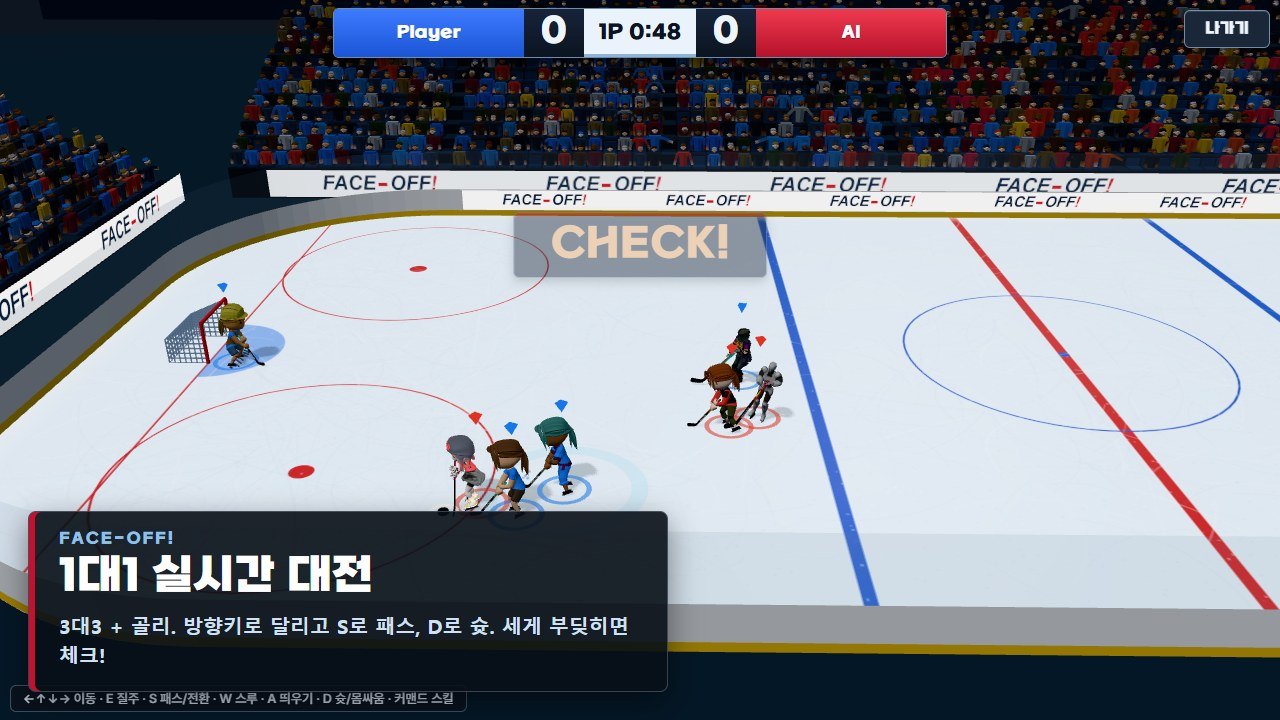 Player 0 1P 0:48 0 AI
나가기
FACE-OFF! FACE-OFF! FACE-OFF! FACE-OFF! FACE
FACE-OFF! FACE-OFF! FACE-OFF! FACE-OFF! FACE-OFF!
FACE-OFF!
OFF!
CHECK!
FACE-OFF!
1대1 실시간 대전
3대3 + 골리. 방향키로 달리고 S로 패스, D로 슛. 세게 부딪히면
체크!
←↑↓→ 이동 · E 질주 · S 패스/전환 · W 스루 · A 띄우기 · D 슛/몸싸움 · 커맨드 스킬